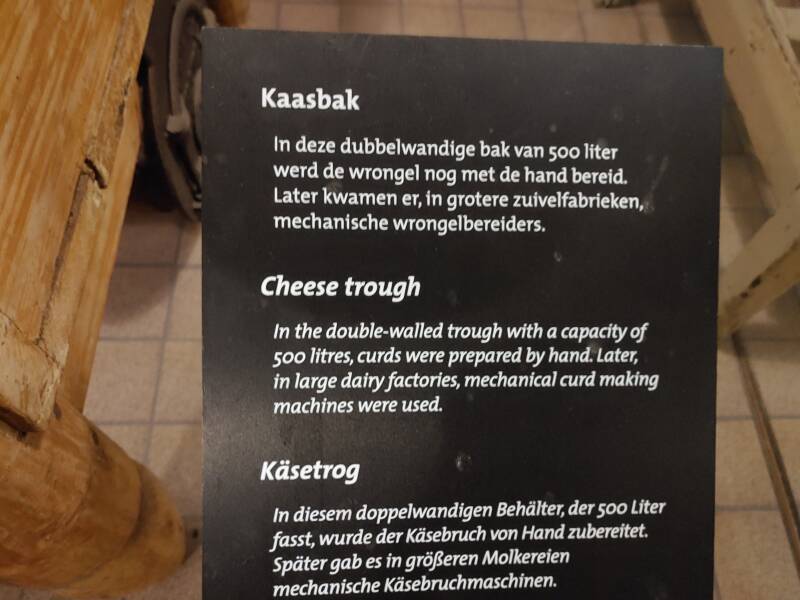 Kaasbak
In deze dubbelwandige bak van 500 liter
werd de wrongel nog met de hand bereid.
Later kwamen er, in grotere zuivelfabrieken,
mechanische wrongelbereiders.
Cheese trough
In the double-walled trough with a capacity of
500 litres, curds were prepared by hand. Later,
in large dairy factories, mechanical curd making
machines were used.
Käsetrog
In diesem doppelwandigen Behälter, der 500 Liter
fasst, wurde der Käsebruch von Hand zubereitet.
Später gab es in größeren Molkereien
mechanische Käsebruchmaschinen.